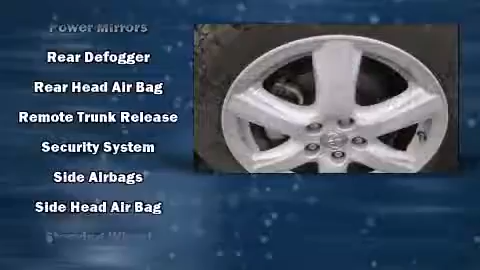 Power Mirrors
Rear Defogger
Rear Head Air Bag
Remote Trunk Release
Security System
Side Airbags
Side Head Air Bag